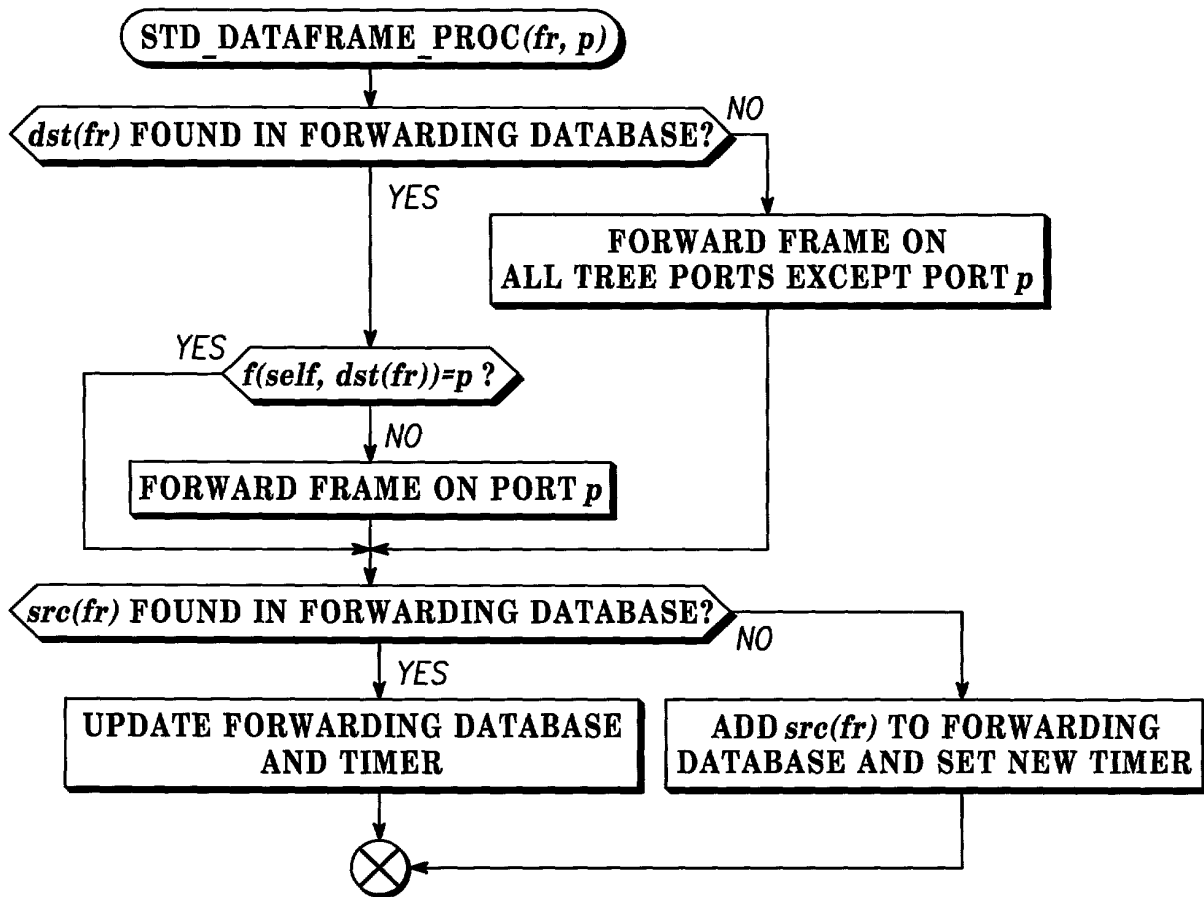 STD_DATAFRAME_PROC(fr, p)
dst(fr) FOUND IN FORWARDING DATABASE?
NO
YES
FORWARD FRAME ON
ALL TREE PORTS EXCEPT PORT p
YES
f(self, dst(fr))=p ?
NO
FORWARD FRAME ON PORT p
src(fr) FOUND IN FORWARDING DATABASE?
NO
YES
UPDATE FORWARDING DATABASE
AND TIMER
ADD src(fr) TO FORWARDING
DATABASE AND SET NEW TIMER